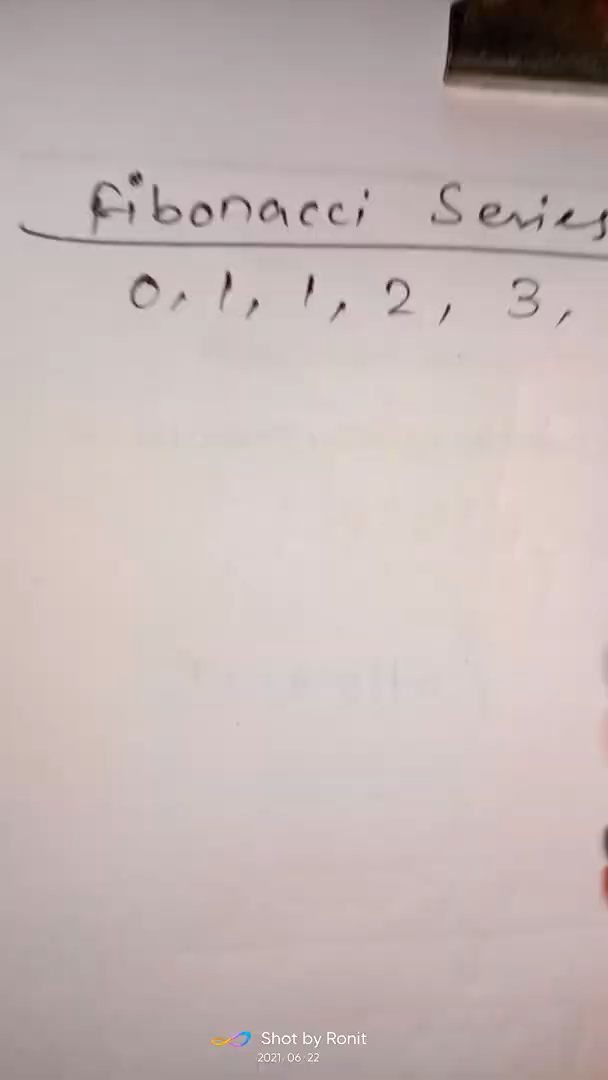 Fibonacci Series
0, 1, 1, 2, 3,
Shot by Ronit
2021.06.22